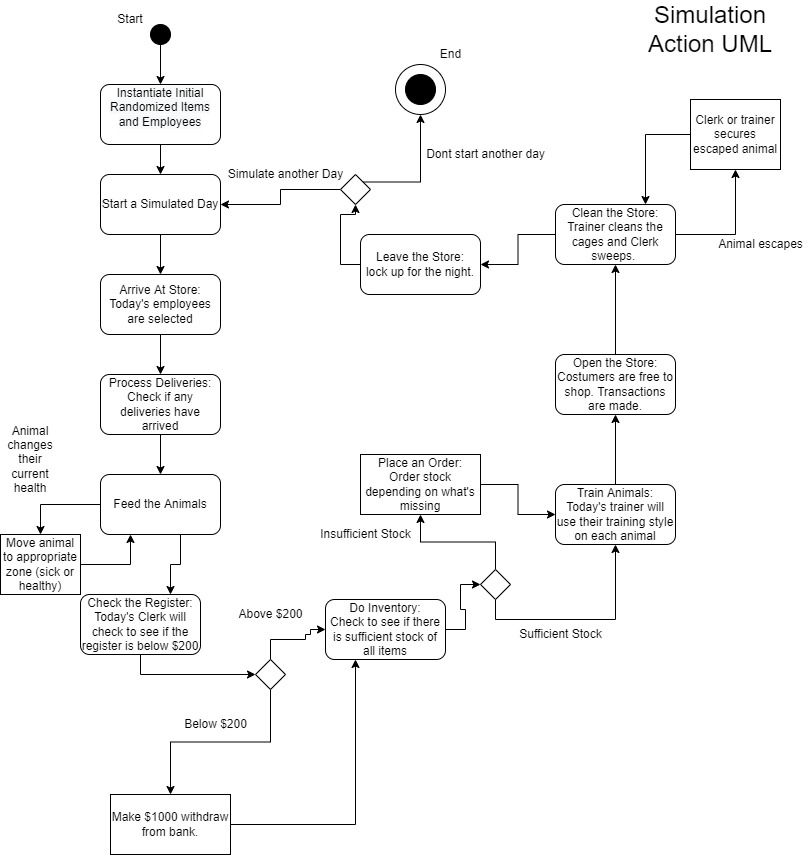 Simulation
Action UML
Start
End
Instantiate Initial
Randomized Items
and Employees
Clerk or trainer
secures
escaped animal
Dont start another day
Simulate another Day
Start a Simulated Day
Clean the Store:
Trainer cleans the
cages and Clerk
sweeps.
Animal escapes
Leave the Store:
lock up for the night.
Arrive At Store:
Today's employees
are selected
Process Deliveries:
Check if any
deliveries have
arrived
Open the Store:
Costumers are free to
shop. Transactions
are made.
Animal
changes
their
current
health
Feed the Animals
Place an Order:
Order stock
depending on what's
missing
Train Animals:
Today's trainer will
use their training style
on each animal
Insufficient Stock
Move animal
to appropriate
zone (sick or
healthy)
Check the Register:
Today's Clerk will
check to see if the
register is below $200
Above $200
Do Inventory:
Check to see if there
is sufficient stock of
all items
Sufficient Stock
Below $200
Make $1000 withdraw
from bank.